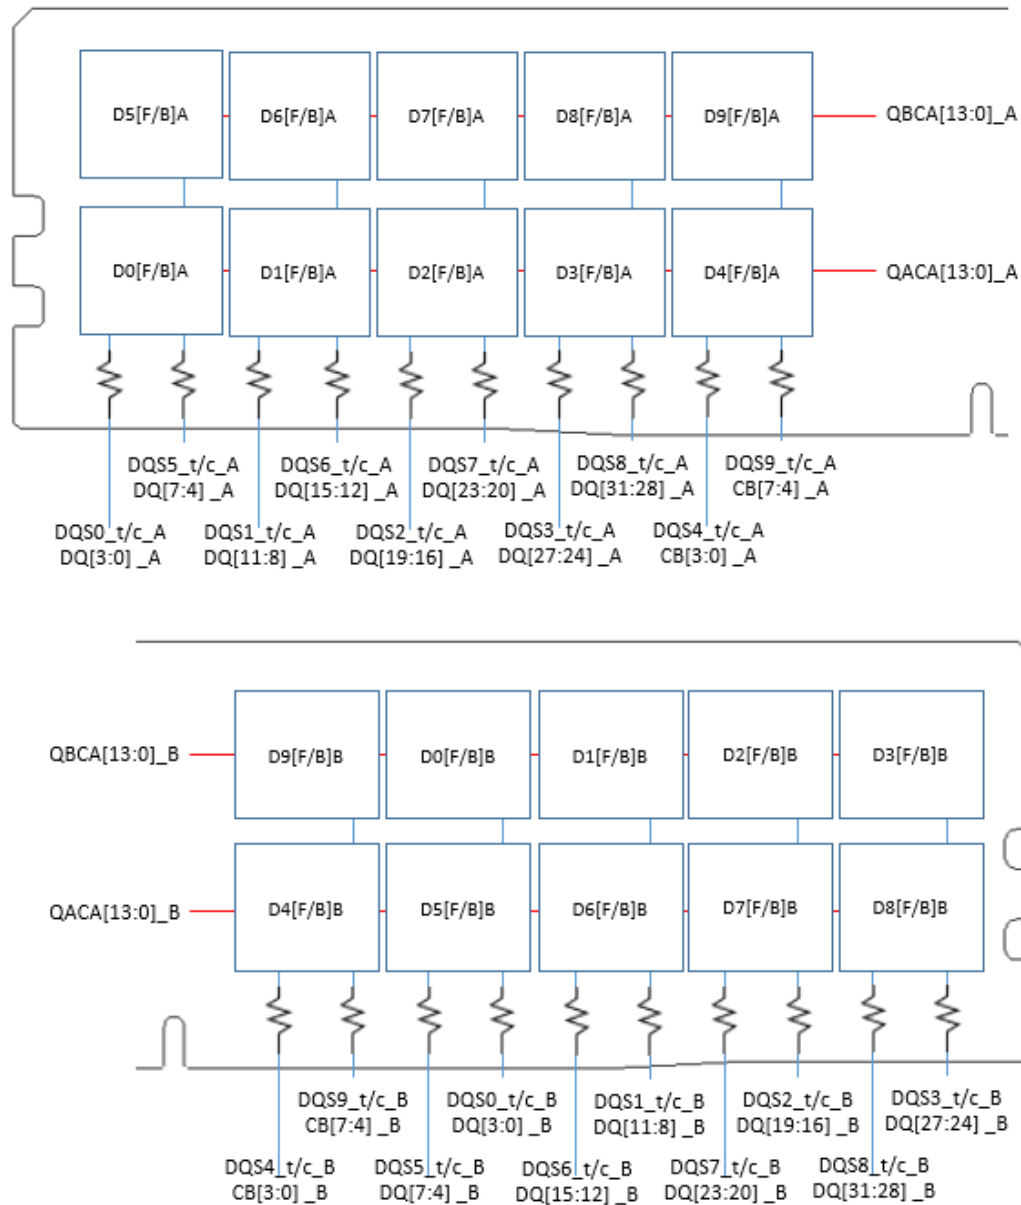 D5[F/B]A
D6[F/B]A
D7[F/B]A
D8[F/B]A
D9[F/B]A
QBCA[13:0]_A
D0[F/B]A
D1[F/B]A
D2[F/B]A
D3[F/B]A
D4[F/B]A
QACA[13:0]_A
DQS5_t/c_A
DQ[7:4] _A
DQS6_t/c_A
DQ[15:12] _A
DQS7_t/c_A
DQ[23:20] _A
DQS8_t/c_A
DQ[31:28] _A
DQS9_t/c_A
CB[7:4] _A
DQS0_t/c_A
DQ[3:0] _A
DQS1_t/c_A
DQ[11:8] _A
DQS2_t/c_A
DQ[19:16] _A
DQS3_t/c_A
DQ[27:24] _A
DQS4_t/c_A
CB[3:0] _A
QBCA[13:0]_B
D9[F/B]B
D0[F/B]B
D1[F/B]B
D2[F/B]B
D3[F/B]B
QACA[13:0]_B
D4[F/B]B
D5[F/B]B
D6[F/B]B
D7[F/B]B
D8[F/B]B
DQS9_t/c_B
CB[7:4] _B
DQS0_t/c_B
DQ[3:0] _B
DQS1_t/c_B
DQ[11:8] _B
DQS2_t/c_B
DQ[19:16] _B
DQS3_t/c_B
DQ[27:24] _B
DQS4_t/c_B
CB[3:0] _B
DQS5_t/c_B
DQ[7:4] _B
DQS6_t/c_B
DQ[15:12] _B
DQS7_t/c_B
DQ[23:20] _B
DQS8_t/c_B
DQ[31:28] _B